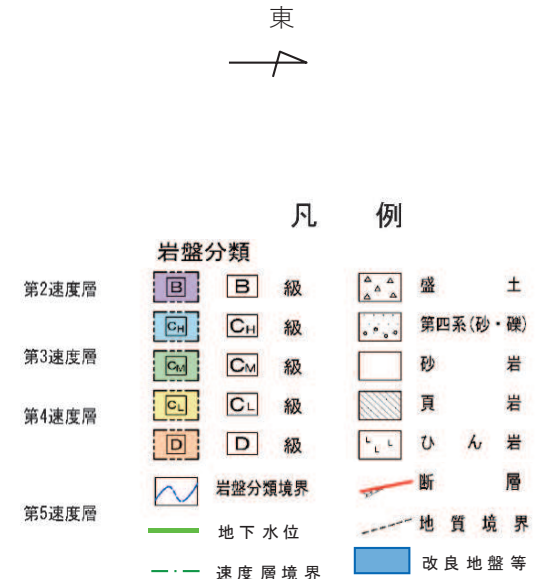 東
凡 例
岩盤分類
第2速度層 B B 級 盛 土
CH CH 級 第四系(砂・礫)
第3速度層 CM CM 級 砂 岩
第4速度層 CL CL 級 頁 岩
D D 級 ひ ん 岩
岩盤分類境界 断 層
第5速度層 地下水位 地 質 境 界
速度層境界 改良地盤等